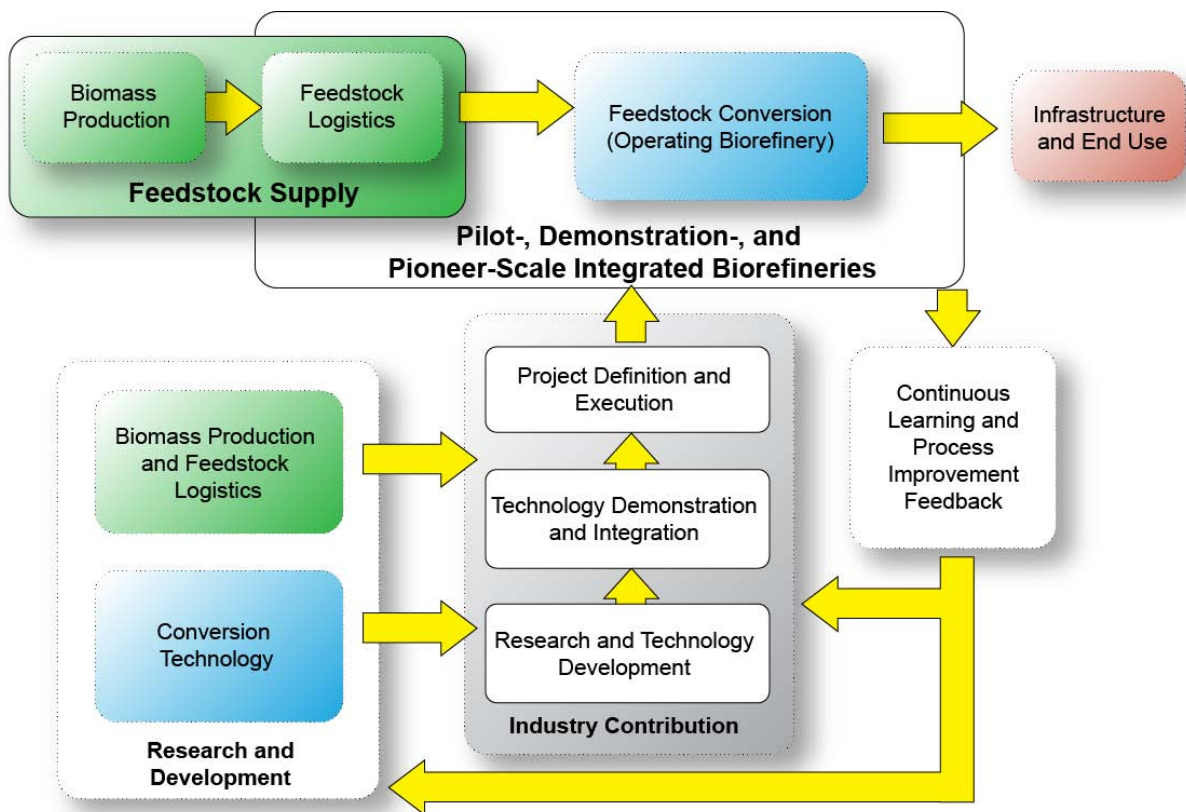 Biomass
Production
Feedstock
Logistics
Feedstock Supply
Feedstock Conversion
(Operating Biorefinery)
Infrastructure
and End Use
Pilot-, Demonstration-, and
Pioneer-Scale Integrated Biorefineries
Biomass Production
and Feedstock
Logistics
Conversion
Technology
Research and
Development
Project Definition and
Execution
Technology Demonstration
and Integration
Research and Technology
Development
Industry Contribution
Continuous
Learning and
Process
Improvement
Feedback